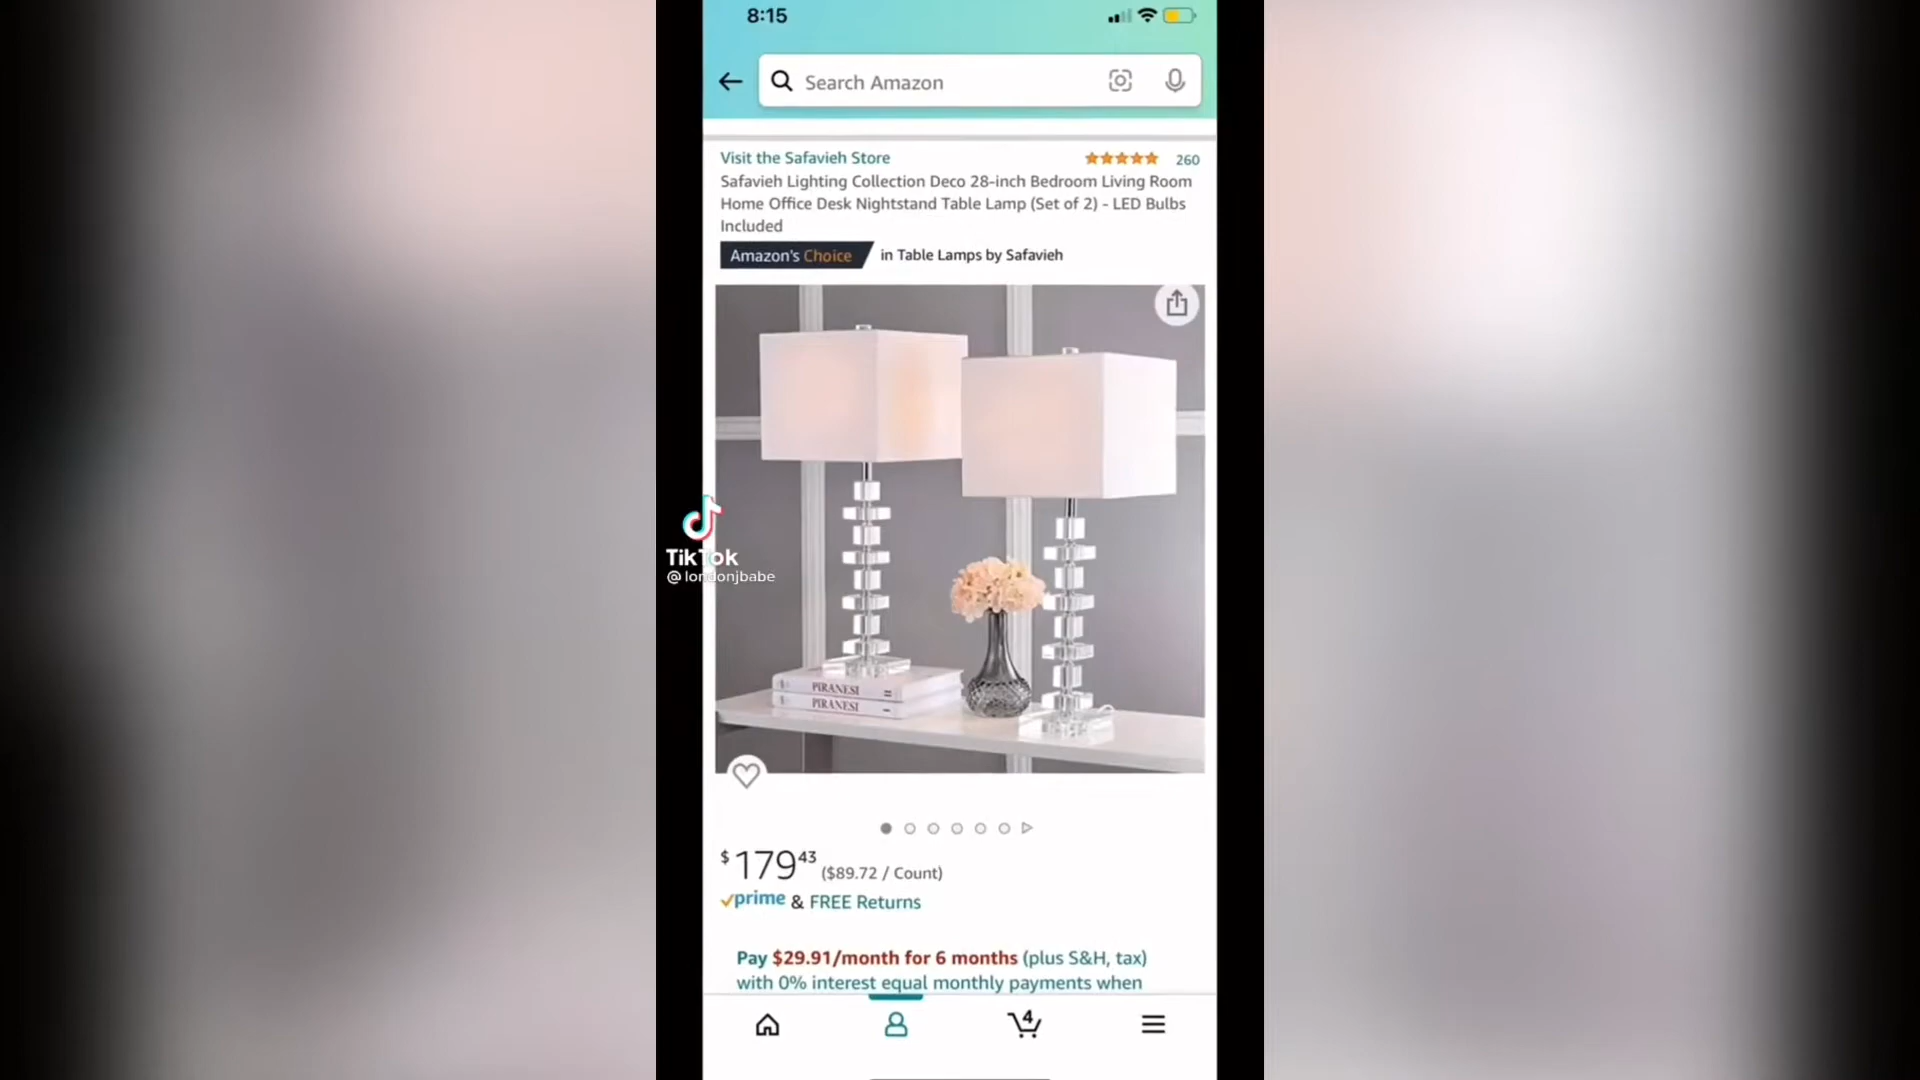 8:15
Search Amazon
Visit the Safavieh Store
260
Safavieh Lighting Collection Deco 28-inch Bedroom Living Room
Home Office Desk Nightstand Table Lamp (Set of 2) - LED Bulbs
Included
Amazon's Choice in Table Lamps by Safavieh
TikTok
@londonjbabe
PIRANESI
PIRANESI
$179.43 ($89.72 / Count)
prime & FREE Returns
Pay $29.91/month for 6 months (plus S&H, tax)
with 0% interest equal monthly payments when
4